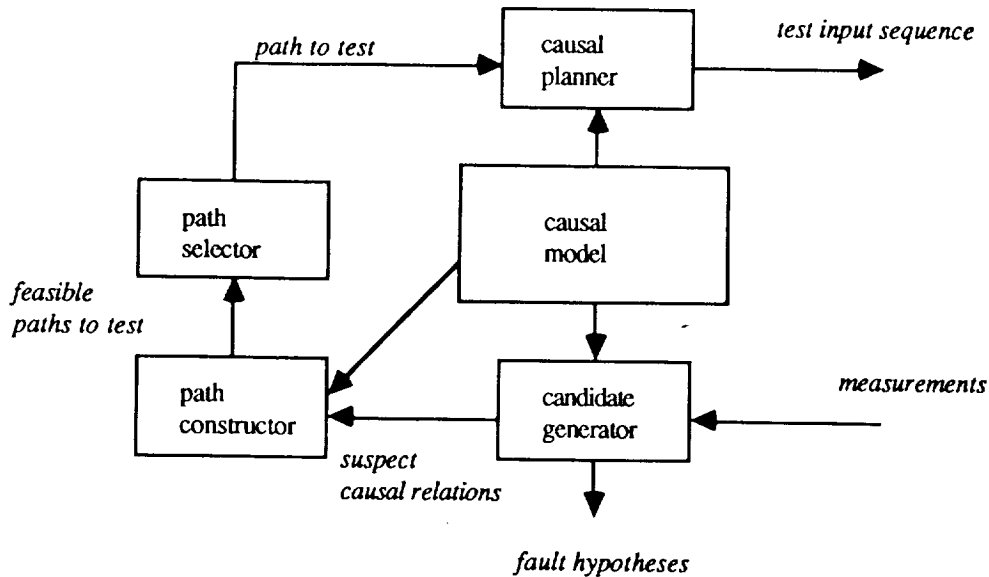 path to test
causal
planner
test input sequence
path
selector
causal
model
feasible
paths to test
path
constructor
candidate
generator
measurements
suspect
causal relations
fault hypotheses